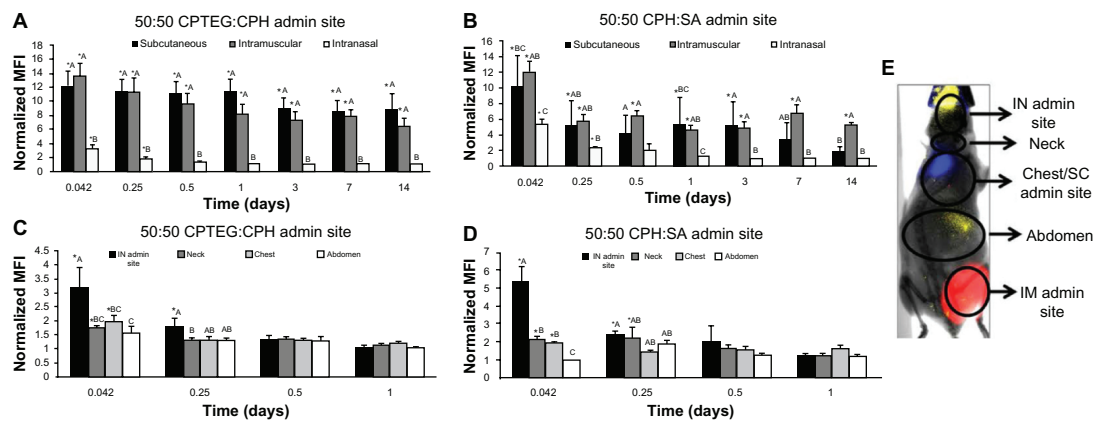 A
50:50 CPTEG:CPH admin site
Subcutaneous Intramuscular Intranasal
Normalized MFI
18
16
14
12
10
8
6
4
2
0
*A *A *B
*A *A *B
*A *A B
*A *A B
*A *A B
*A *A B
*A *A B
0.042 0.25 0.5 1 3 7 14
Time (days)
B
50:50 CPH:SA admin site
Subcutaneous Intramuscular Intranasal
Normalized MFI
16
14
12
10
8
6
4
2
0
*BC *AB *C
*AB *AB *B
A *A
*BC *AB C
*A *A B
AB *A B
B *A B
0.042 0.25 0.5 1 3 7 14
Time (days)
C
50:50 CPTEG:CPH admin site
IN admin site Neck Chest Abdomen
Normalized MFI
4.5
4
3.5
3
2.5
2
1.5
1
0.5
0
*A *BC *BC C
*A B AB AB
0.042 0.25 0.5 1
Time (days)
D
50:50 CPH:SA admin site
IN admin site Neck Chest Abdomen
Normalized MFI
7
6
5
4
3
2
1
0
*A *B *B C
*A *AB AB AB
0.042 0.25 0.5 1
Time (days)
E
IN admin
site
Neck
Chest/SC
admin site
Abdomen
IM admin
site